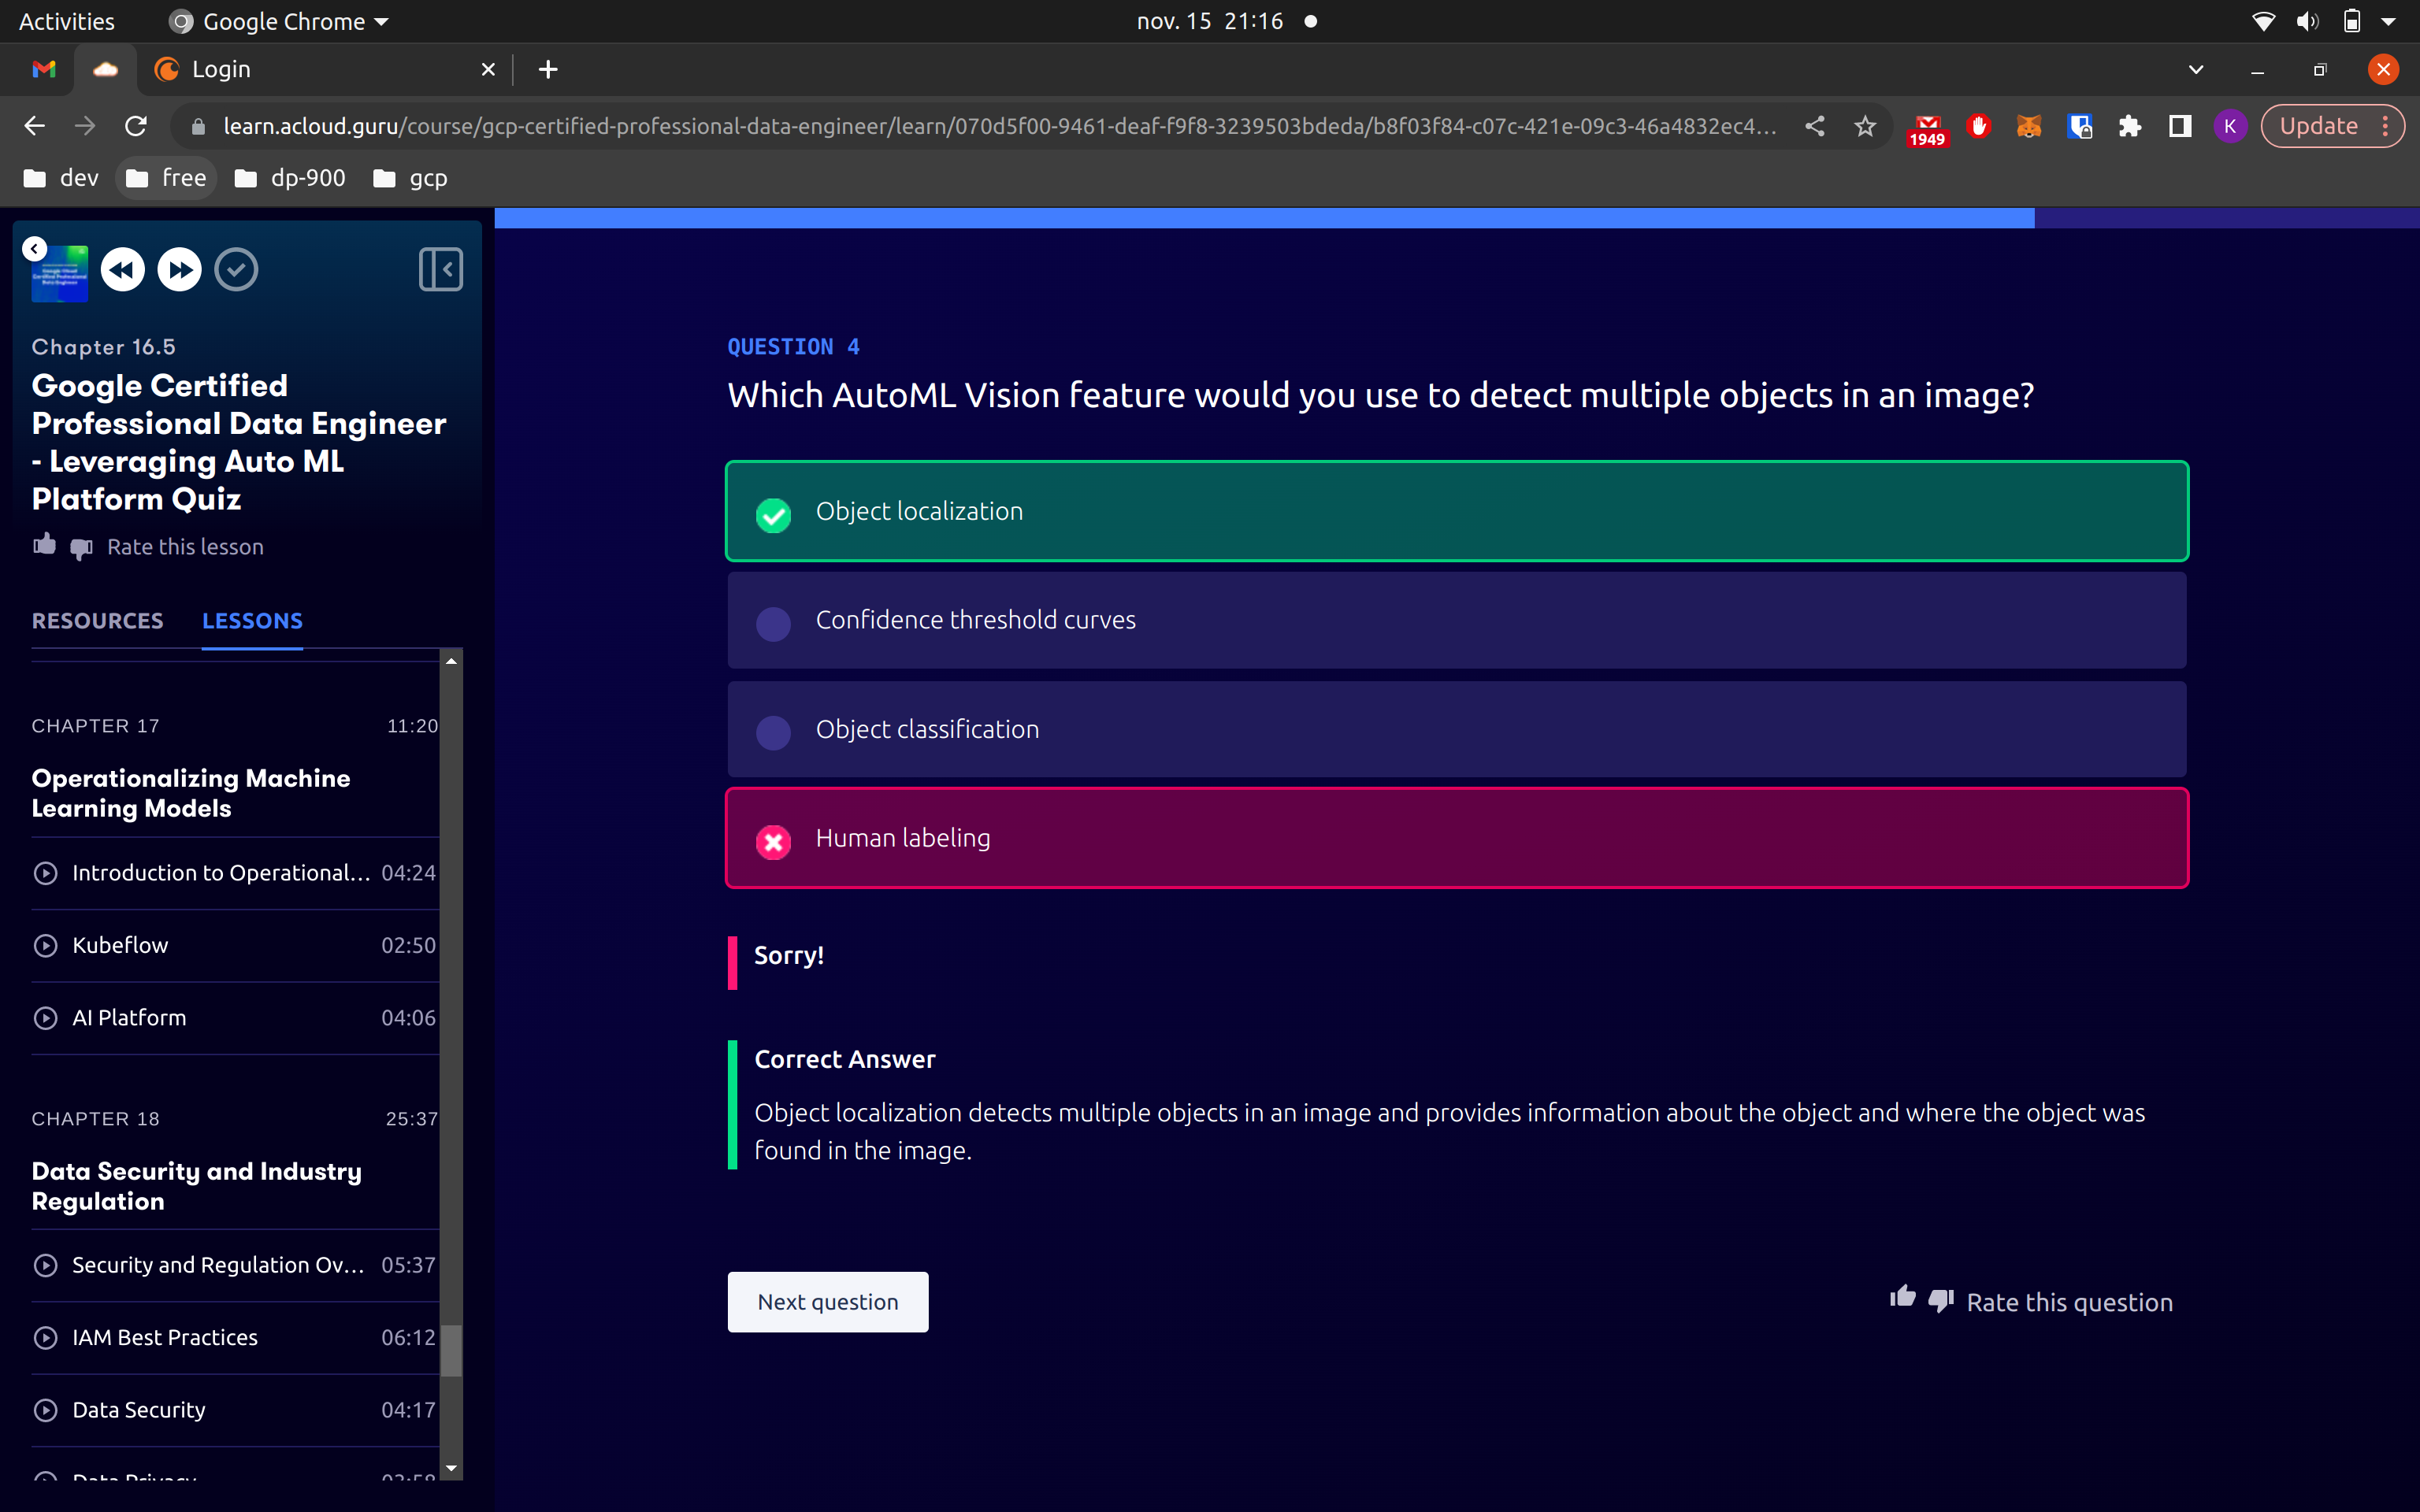 Activities
Google Chrome
nov. 15 21:16
Login
learn.acloud.guru/course/gcp-certified-professional-data-engineer/learn/070d5f00-9461-deaf-f9f8-3239503bdeda/b8f03f84-c07c-421e-09c3-46a4832ec4...
1949
K
Update
dev
free
dp-900
gcp
Chapter 16.5
Google Certified
Professional Data Engineer
- Leveraging Auto ML
Platform Quiz
Rate this lesson
RESOURCES
LESSONS
CHAPTER 17
11:20
Operationalizing Machine
Learning Models
Introduction to Operational... 04:24
Kubeflow 02:50
AI Platform 04:06
CHAPTER 18
25:37
Data Security and Industry
Regulation
Security and Regulation Ov... 05:37
IAM Best Practices 06:12
Data Security 04:17
Data Privacy 03:58
QUESTION 4
Which AutoML Vision feature would you use to detect multiple objects in an image?
Object localization
Confidence threshold curves
Object classification
Human labeling
Sorry!
Correct Answer
Object localization detects multiple objects in an image and provides information about the object and where the object was
found in the image.
Next question
Rate this question